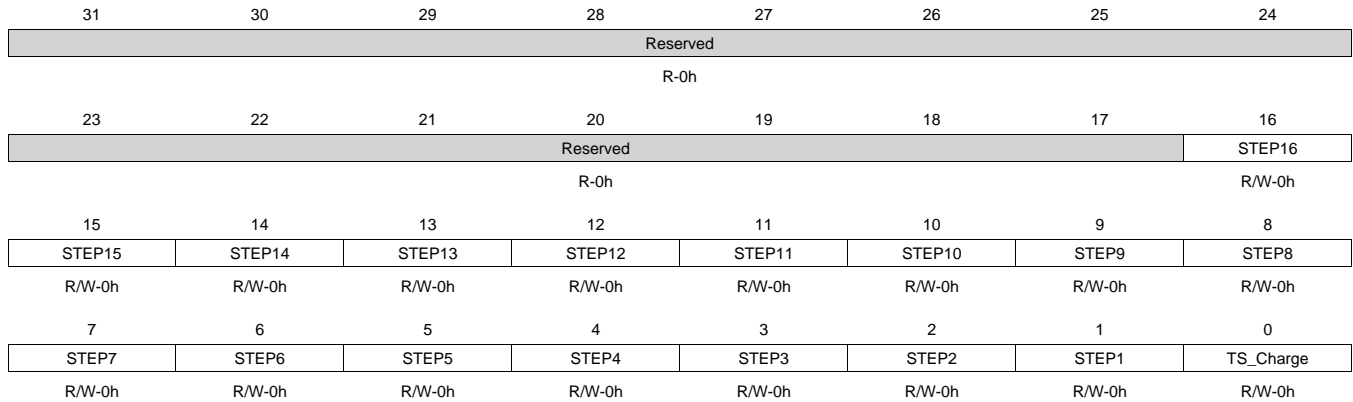 31 30 29 28 27 26 25 24
Reserved
R-0h
23 22 21 20 19 18 17 16
Reserved STEP16
R-0h R/W-0h
15 14 13 12 11 10 9 8
STEP15 STEP14 STEP13 STEP12 STEP11 STEP10 STEP9 STEP8
R/W-0h R/W-0h R/W-0h R/W-0h R/W-0h R/W-0h R/W-0h R/W-0h
7 6 5 4 3 2 1 0
STEP7 STEP6 STEP5 STEP4 STEP3 STEP2 STEP1 TS_Charge
R/W-0h R/W-0h R/W-0h R/W-0h R/W-0h R/W-0h R/W-0h R/W-0h